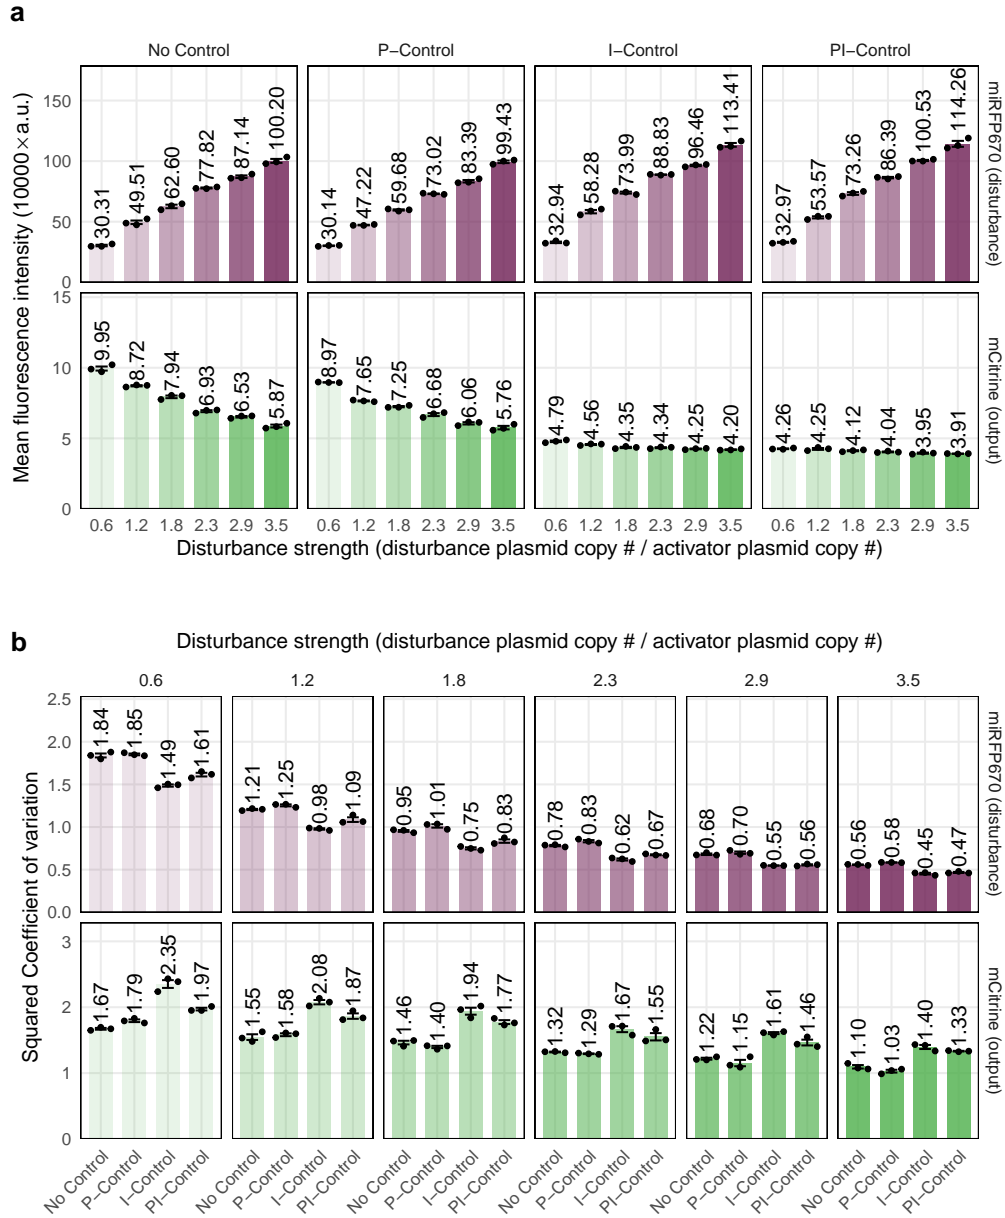 a
No Control P−Control I−Control PI−Control
Mean fluorescence intensity (10000×a.u.)
150
100
50
0
30.31 49.51 62.60 77.82 87.14 100.20
30.14 47.22 59.68 73.02 83.39 99.43
32.94 58.28 73.99 88.83 96.46 113.41
32.97 53.57 73.26 86.39 100.53 114.26
miRFP670 (disturbance)
15
10
5
0
9.95 8.72 7.94 6.93 6.53 5.87
8.97 7.65 7.25 6.68 6.06 5.76
4.79 4.56 4.35 4.34 4.25 4.20
4.26 4.25 4.12 4.04 3.95 3.91
mCitrine (output)
0.6 1.2 1.8 2.3 2.9 3.5 0.6 1.2 1.8 2.3 2.9 3.5 0.6 1.2 1.8 2.3 2.9 3.5 0.6 1.2 1.8 2.3 2.9 3.5
Disturbance strength (disturbance plasmid copy # / activator plasmid copy #)
b
Disturbance strength (disturbance plasmid copy # / activator plasmid copy #)
0.6 1.2 1.8 2.3 2.9 3.5
Squared Coefficient of variation
2.5
2.0
1.5
1.0
0.5
0.0
1.84 1.85 1.49 1.61
1.21 1.25 0.98 1.09
0.95 1.01 0.75 0.83
0.78 0.83 0.62 0.67
0.68 0.70 0.55 0.56
0.56 0.58 0.45 0.47
miRFP670 (disturbance)
3
2
1
0
1.67 1.79 2.35 1.97
1.55 1.58 2.08 1.87
1.46 1.40 1.94 1.77
1.32 1.29 1.67 1.55
1.22 1.15 1.61 1.46
1.10 1.03 1.40 1.33
mCitrine (output)
No Control P−Control I−Control PI−Control No Control P−Control I−Control PI−Control No Control P−Control I−Control PI−Control No Control P−Control I−Control PI−Control No Control P−Control I−Control PI−Control No Control P−Control I−Control PI−Control